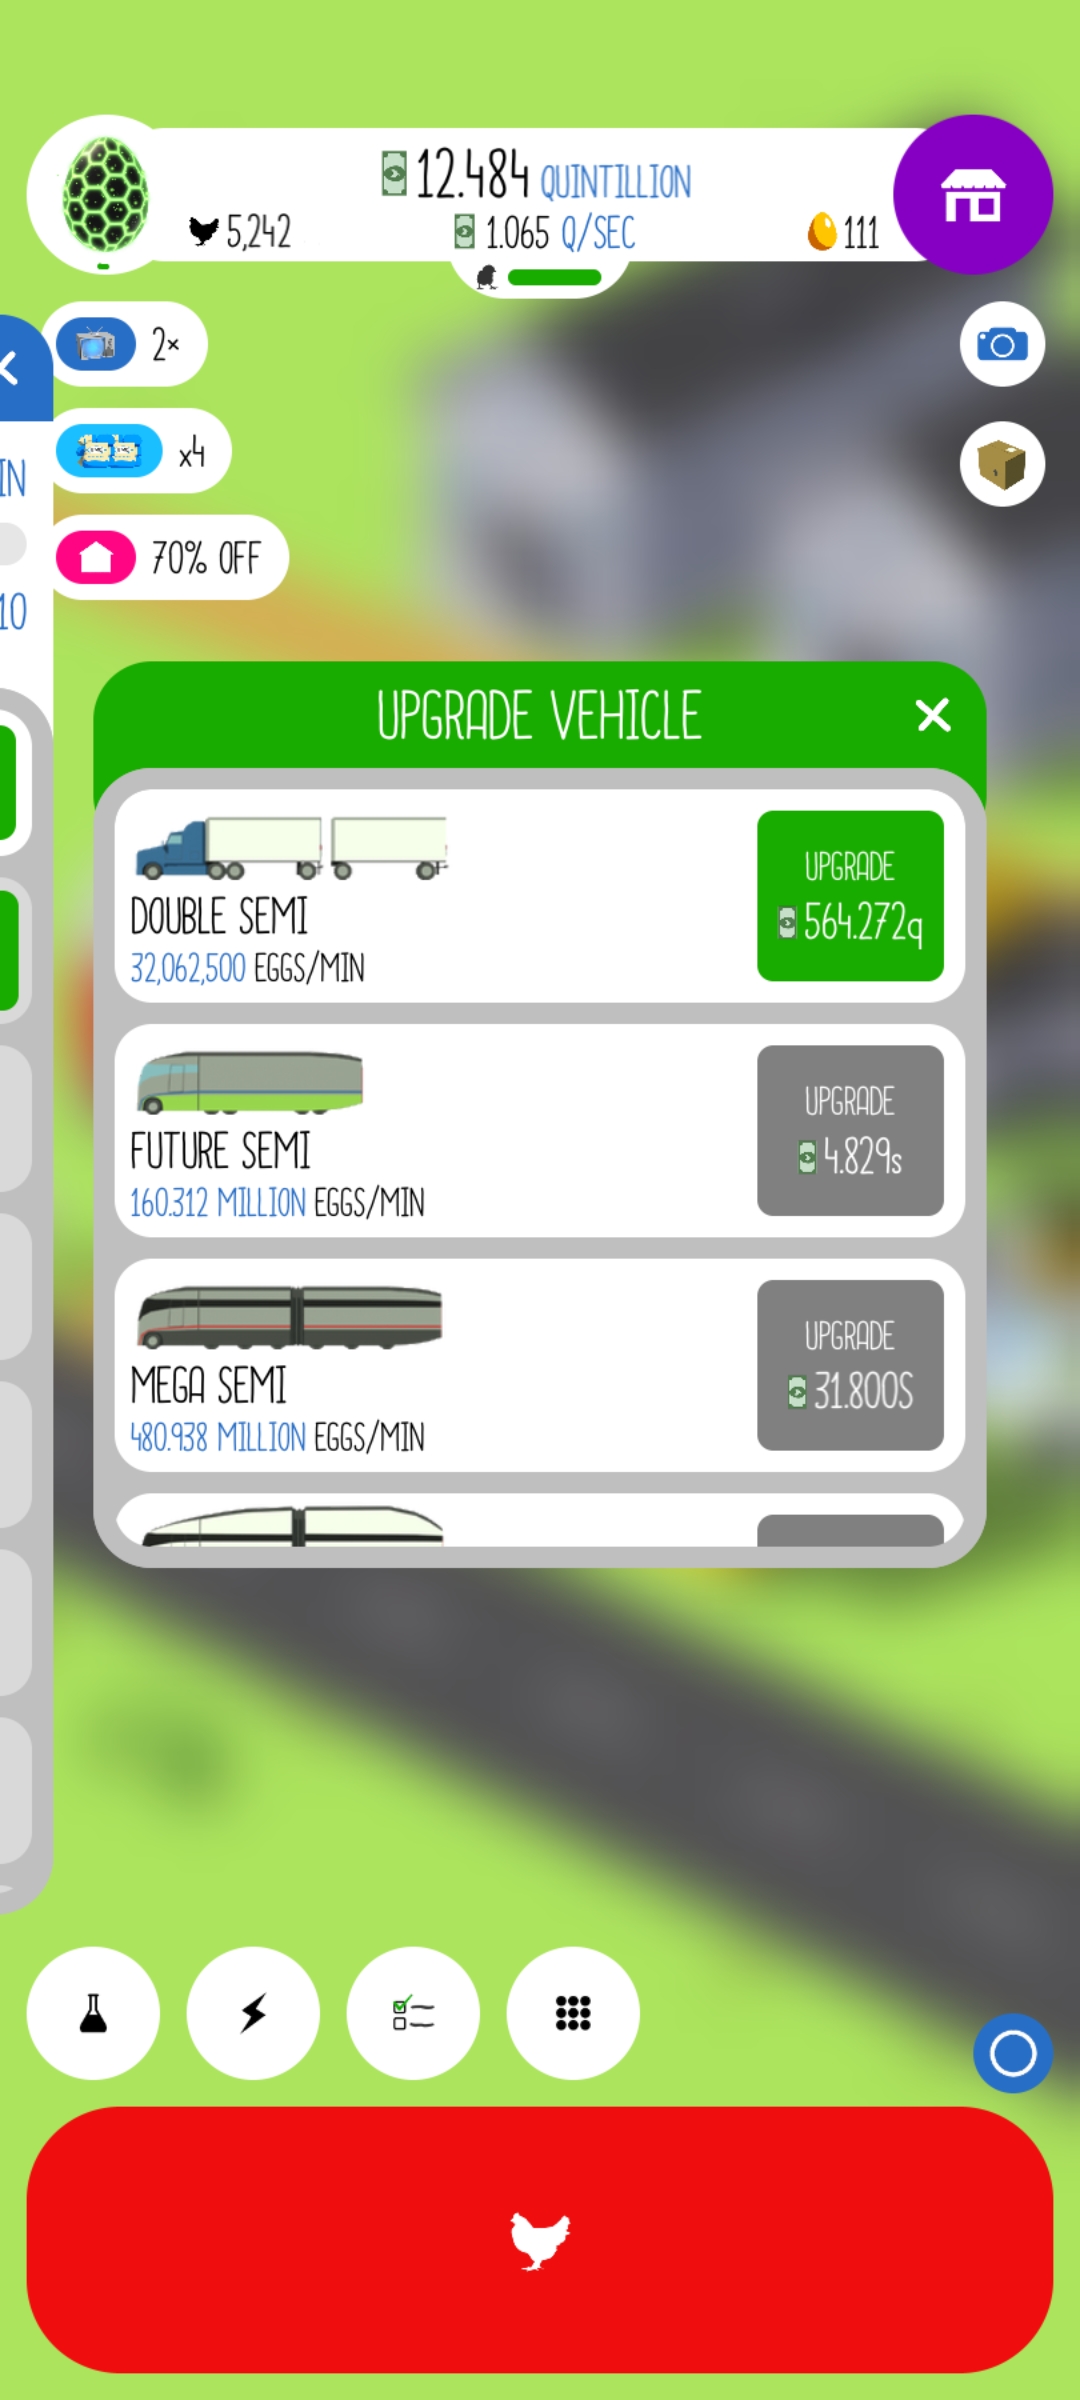 12.484 QUINTILLION
5,242
1.065 Q/SEC
111
2×
x4
IN
70% OFF
10
UPGRADE VEHICLE
DOUBLE SEMI
32,062,500 EGGS/MIN
UPGRADE
564.272q
FUTURE SEMI
160.312 MILLION EGGS/MIN
UPGRADE
4.829s
MEGA SEMI
480.938 MILLION EGGS/MIN
UPGRADE
31.800S